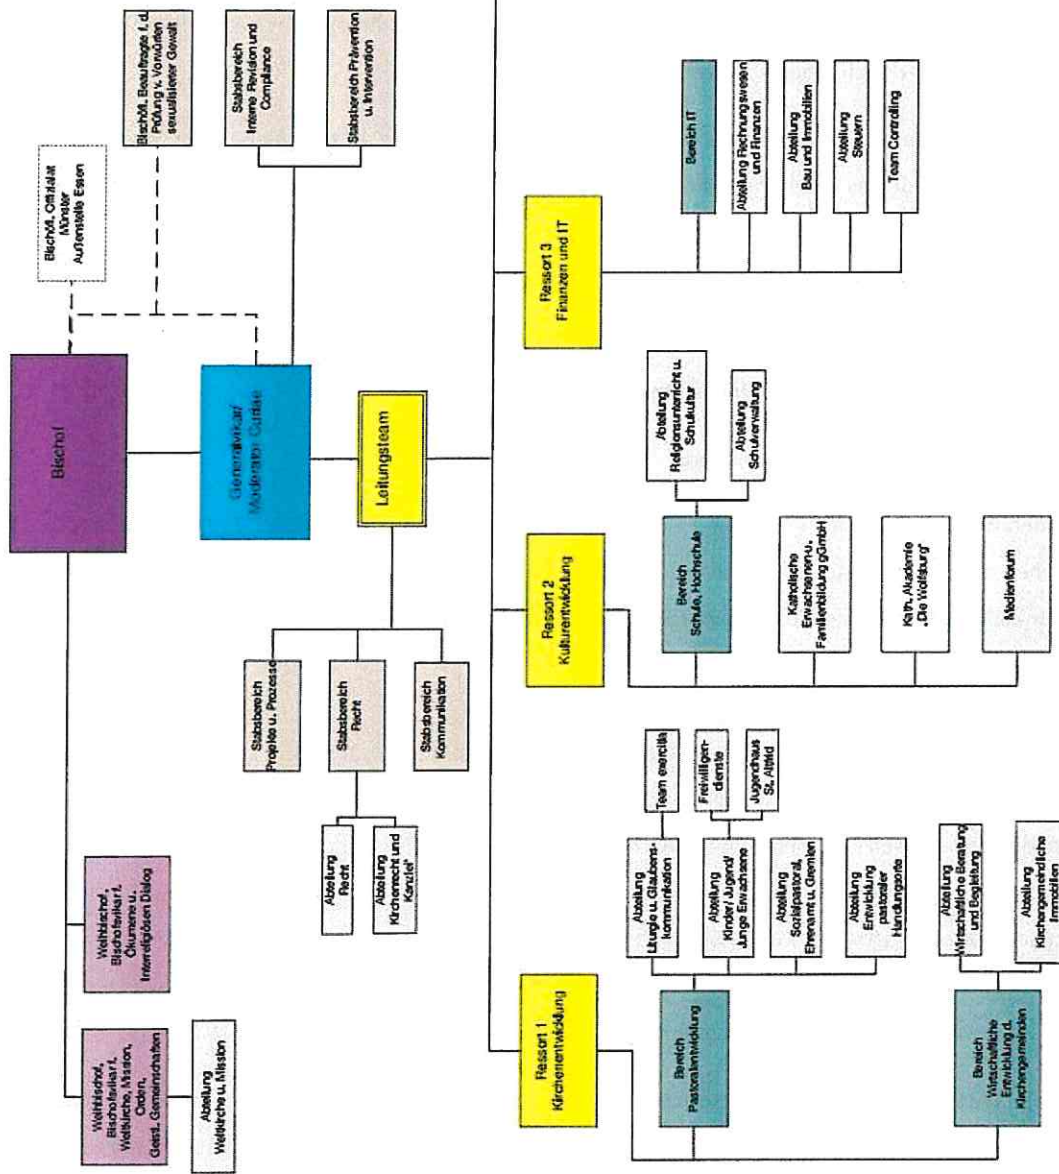 Bischof
Bischöfl. Offizialat
Münster
Außenstelle Essen
Bischöfl. Beauftragte f. d.
Prüfung v. Vorwürfen
sexualisierter Gewalt
Weihbischof,
Bischofsvikar f.
Weltkirche, Mission,
Orden,
Geistl. Gemeinschaften
Weihbischof,
Bischofsvikar f.
Ökumene u.
Interreligiösen Dialog
Abteilung
Weltkirche u. Mission
Generalvikar/
Moderator Curiae
Stabsbereich
Interne Revision und
Compliance
Stabsbereich Prävention
u. Intervention
Leitungsteam
Stabsbereich
Projekte u. Prozesse
Stabsbereich
Recht
Stabsbereich
Kommunikation
Abteilung
Recht
Abteilung
Kirchenrecht und
Kanzlei*
Ressort 1
Kirchenentwicklung
Bereich
Pastoralentwicklung
Abteilung
Liturgie u. Glaubens-
kommunikation
Team exercitia
Abteilung
Kinder/ Jugend/
Junge Erwachsene
Freiwilligen-
dienste
Jugendhaus
St. Altfrid
Abteilung
Sozialpastoral,
Ehrenamt u. Gremien
Abteilung
Entwicklung
pastoraler
Handlungsorte
Bereich
Wirtschaftliche
Entwicklung d.
Kirchengemeinden
Abteilung
Wirtschaftliche Beratung
und Begleitung
Abteilung
Kirchengemeindliche
Immobilien
Ressort 2
Kulturentwicklung
Bereich
Schule, Hochschule
Abteilung
Religionsunterricht u.
Schulkultur
Abteilung
Schulverwaltung
Katholische
Erwachsenen-u.
Familienbildung gGmbH
Kath. Akademie
„Die Wolfsburg"
Medienforum
Ressort 3
Finanzen und IT
Bereich IT
Abteilung Rechnungswesen
und Finanzen
Abteilung
Bau und Immobilien
Abteilung
Steuern
Team Controlling